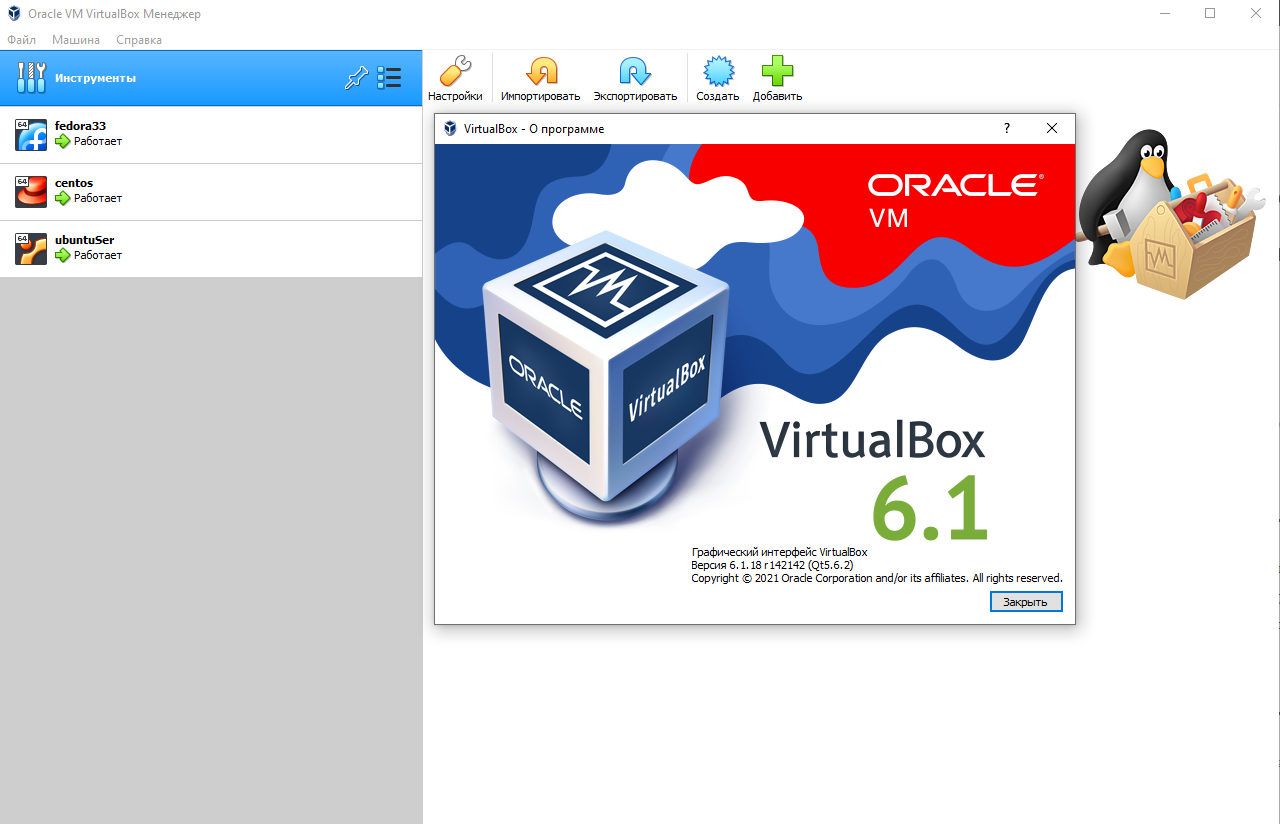 Oracle VM VirtualBox Менеджер
Файл Машина Справка
Инструменты
Настройки Импортировать Экспортировать Создать Добавить
64
fedora33
Работает
64
centos
Работает
64
ubuntuSer
Работает
VirtualBox - О программе
?
ORACLE®
VM
ORACLE
VirtualBox
VirtualBox
6.1
Графический интерфейс VirtualBox
Версия 6.1.18 r142142 (Qt5.6.2)
Copyright © 2021 Oracle Corporation and/or its affiliates. All rights reserved.
Закрыть